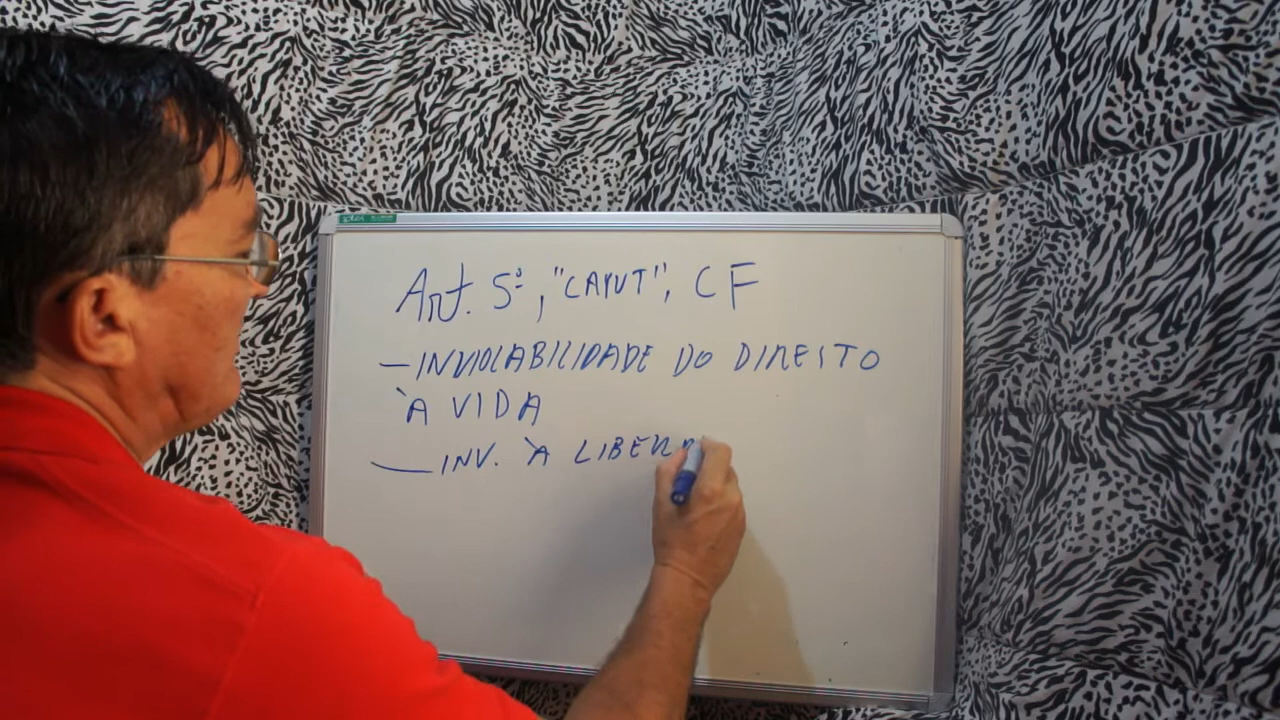 Art. 5º, "CAPUT", CF
— INVIOLABILIDADE DO DIREITO
À VIDA
— INV. À LIBER